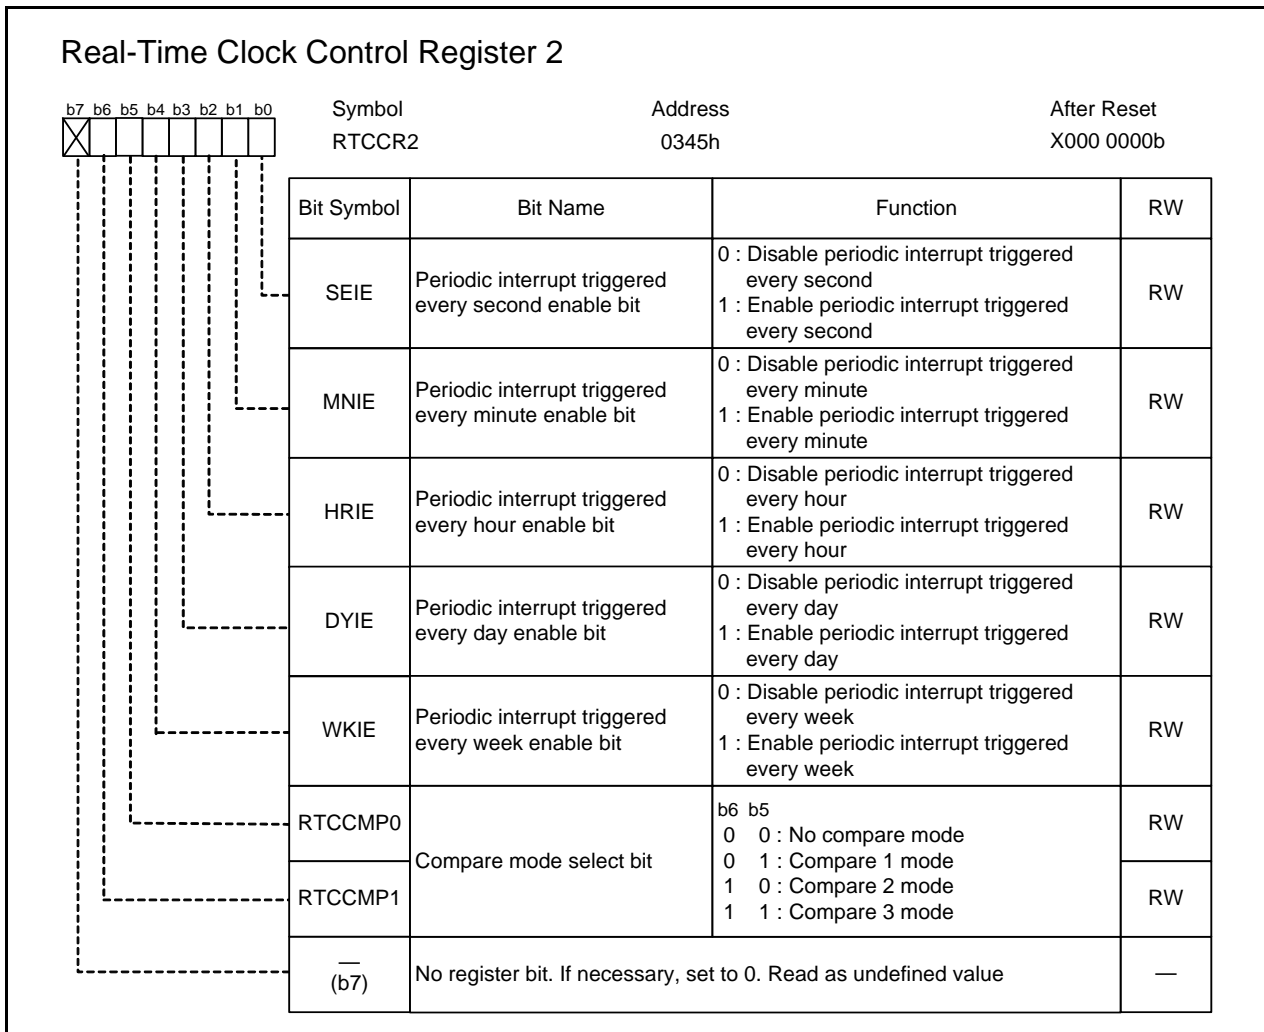 Real-Time Clock Control Register 2
b7 b6 b5 b4 b3 b2 b1 b0
Symbol Address After Reset
RTCCR2 0345h X000 0000b
Bit Symbol Bit Name Function RW
SEIE
Periodic interrupt triggered
every second enable bit
0 : Disable periodic interrupt triggered
every second
1 : Enable periodic interrupt triggered
every second
RW
MNIE
Periodic interrupt triggered
every minute enable bit
0 : Disable periodic interrupt triggered
every minute
1 : Enable periodic interrupt triggered
every minute
RW
HRIE
Periodic interrupt triggered
every hour enable bit
0 : Disable periodic interrupt triggered
every hour
1 : Enable periodic interrupt triggered
every hour
RW
DYIE
Periodic interrupt triggered
every day enable bit
0 : Disable periodic interrupt triggered
every day
1 : Enable periodic interrupt triggered
every day
RW
WKIE
Periodic interrupt triggered
every week enable bit
0 : Disable periodic interrupt triggered
every week
1 : Enable periodic interrupt triggered
every week
RW
RTCCMP0
RTCCMP1
Compare mode select bit
b6 b5
0 0 : No compare mode
0 1 : Compare 1 mode
1 0 : Compare 2 mode
1 1 : Compare 3 mode
RW
RW
—
(b7)
No register bit. If necessary, set to 0. Read as undefined value
—